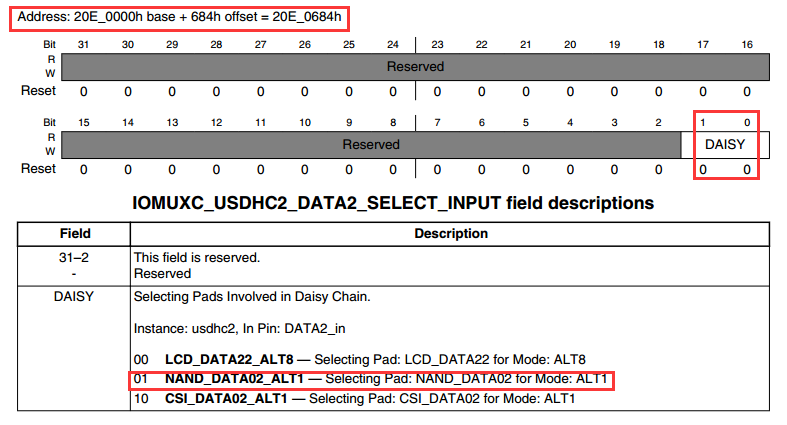 Address: 20E_0000h base + 684h offset = 20E_0684h
Bit 31 30 29 28 27 26 25 24 23 22 21 20 19 18 17 16
R
Reserved
W
Reset 0 0 0 0 0 0 0 0 0 0 0 0 0 0 0 0
Bit 15 14 13 12 11 10 9 8 7 6 5 4 3 2 1 0
R
Reserved DAISY
W
Reset 0 0 0 0 0 0 0 0 0 0 0 0 0 0 0 0
IOMUXC_USDHC2_DATA2_SELECT_INPUT field descriptions
Field Description
31–2 This field is reserved.
- Reserved
DAISY Selecting Pads Involved in Daisy Chain.
Instance: usdhc2, In Pin: DATA2_in
00 LCD_DATA22_ALT8 — Selecting Pad: LCD_DATA22 for Mode: ALT8
01 NAND_DATA02_ALT1 — Selecting Pad: NAND_DATA02 for Mode: ALT1
10 CSI_DATA02_ALT1 — Selecting Pad: CSI_DATA02 for Mode: ALT1